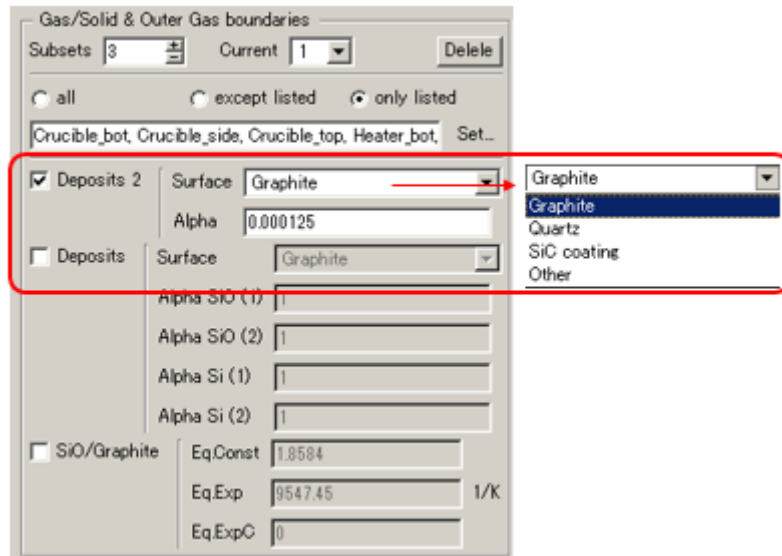 Gas/Solid & Outer Gas boundaries
Subsets 3 Current 1 Delele
all except listed only listed
Crucible_bot, Crucible_side, Crucible_top, Heater_bot, Set...
Deposits 2 Surface Graphite
Alpha 0.000125
Deposits Surface Graphite
Alpha SiO (1) 1
Alpha SiO (2) 1
Alpha Si (1) 1
Alpha Si (2) 1
SiO/Graphite Eq.Const 1.8584
Eq.Exp 9547.45 1/K
Eq.ExpC 0
Graphite
Graphite
Quartz
SiC coating
Other